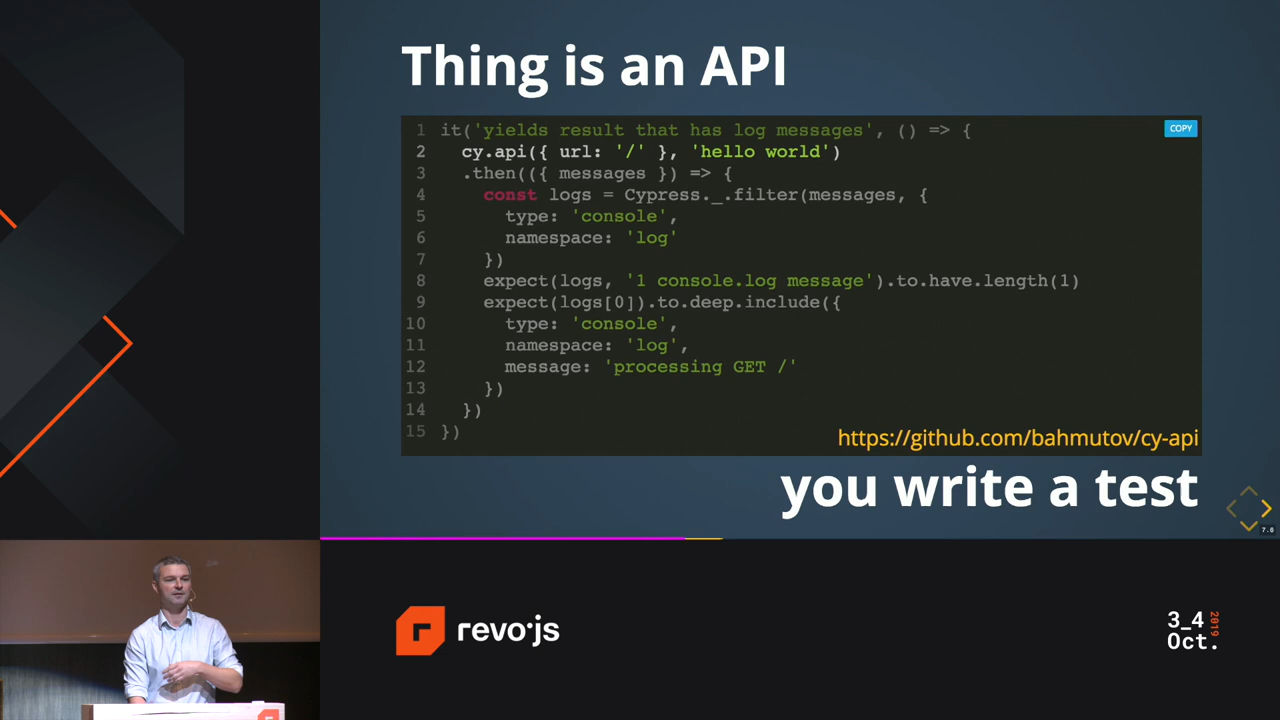 Thing is an API
COPY
1 it('yields result that has log messages', () => {
2 cy.api({ url: '/' }, 'hello world')
3 .then(({ messages }) => {
4 const logs = Cypress._.filter(messages, {
5 type: 'console',
6 namespace: 'log'
7 })
8 expect(logs, '1 console.log message').to.have.length(1)
9 expect(logs[0]).to.deep.include({
10 type: 'console',
11 namespace: 'log',
12 message: 'processing GET /'
13 })
14 })
15 })
https://github.com/bahmutov/cy-api
you write a test
7.6
r revo·js
3_4
Oct.
2019